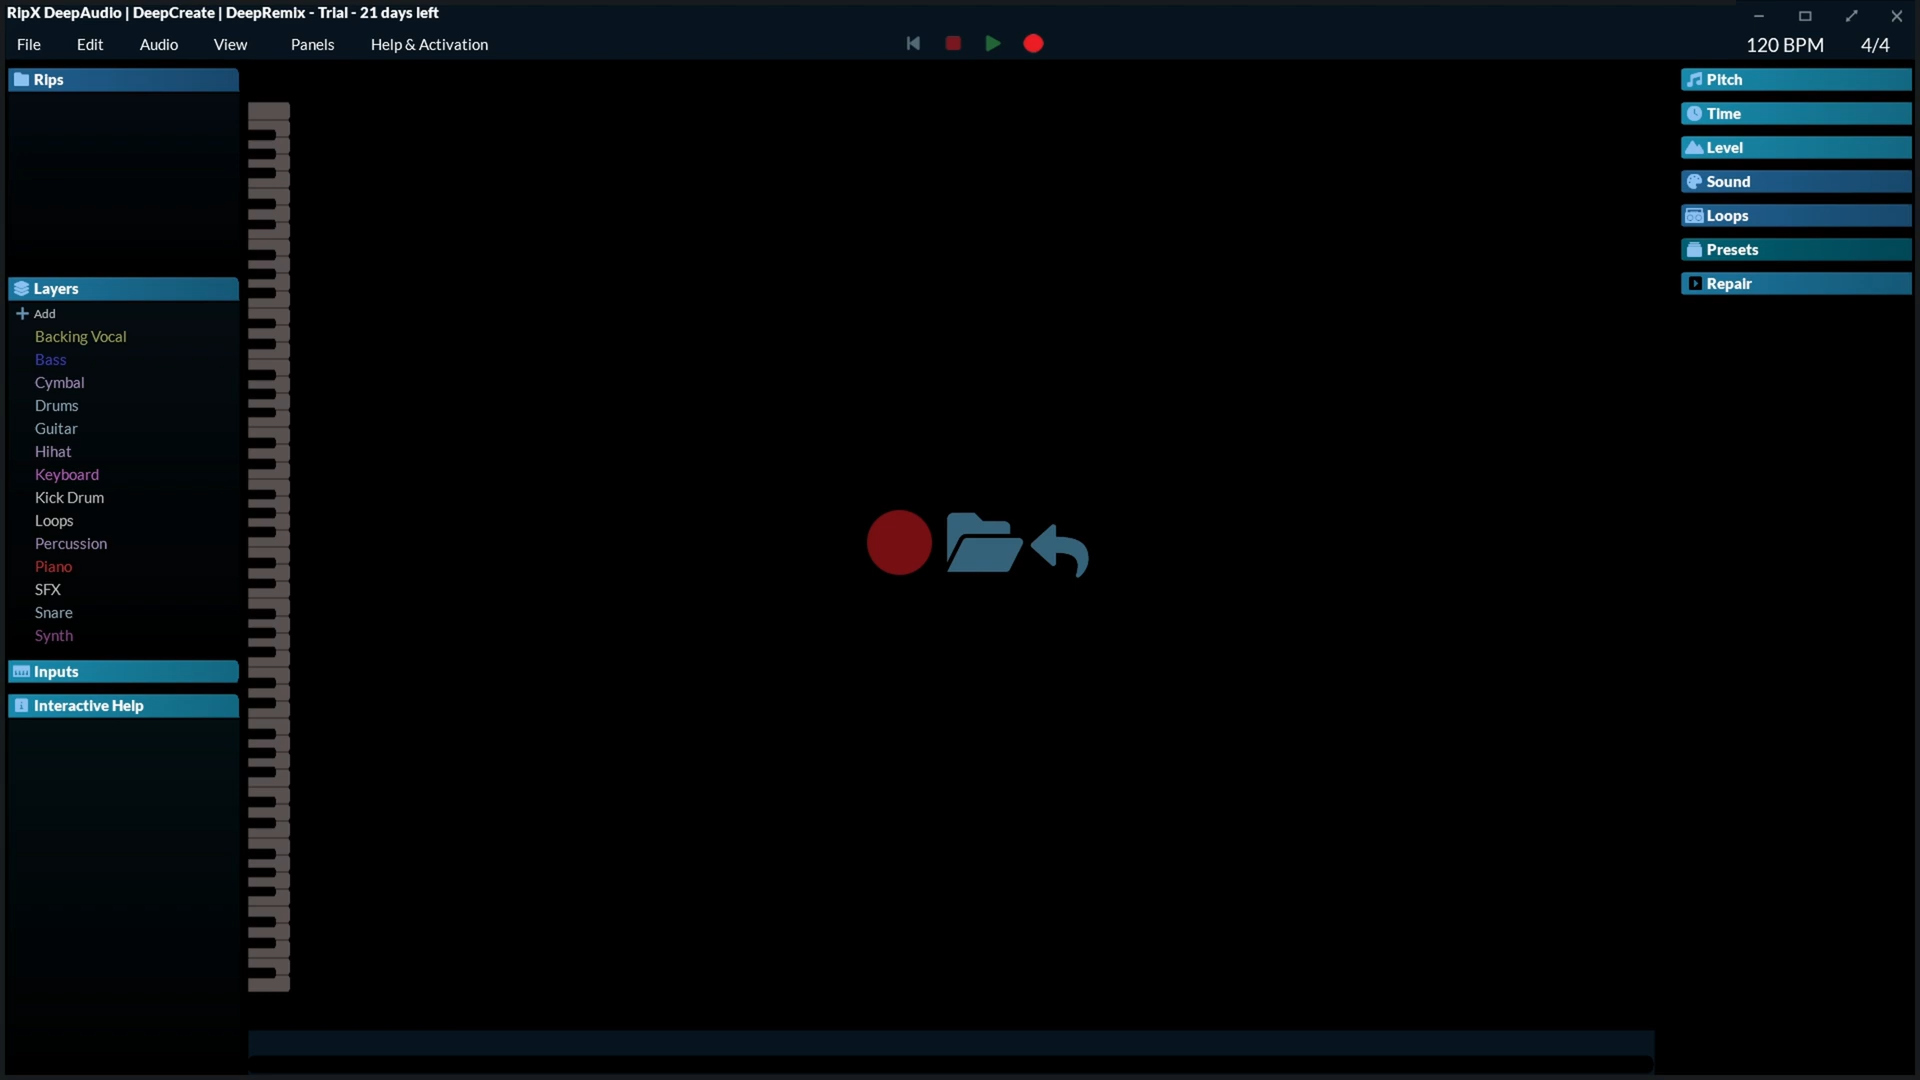 RipX DeepAudio | DeepCreate | DeepRemix - Trial - 21 days left
File Edit Audio View Panels Help & Activation
120 BPM 4/4
Rips
Layers
Add
Backing Vocal
Bass
Cymbal
Drums
Guitar
Hihat
Keyboard
Kick Drum
Loops
Percussion
Piano
SFX
Snare
Synth
Inputs
Interactive Help
Pitch
Time
Level
Sound
Loops
Presets
Repair